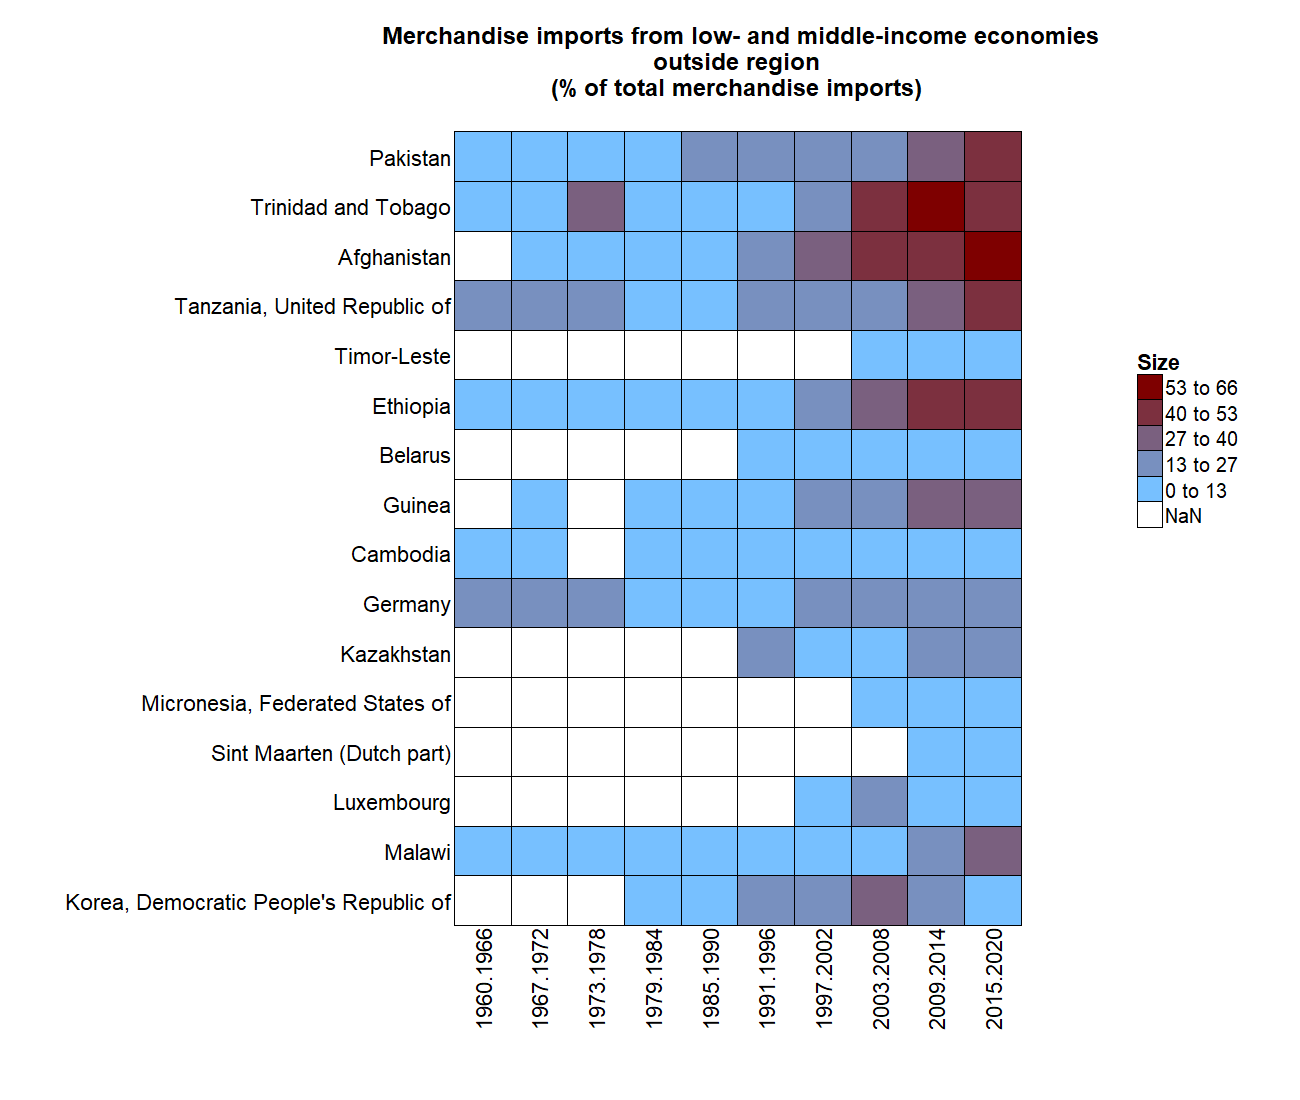 Merchandise imports from low- and middle-income economies
outside region
(% of total merchandise imports)
Pakistan
Trinidad and Tobago
Afghanistan
Tanzania, United Republic of
Timor-Leste
Ethiopia
Belarus
Guinea
Cambodia
Germany
Kazakhstan
Micronesia, Federated States of
Sint Maarten (Dutch part)
Luxembourg
Malawi
Korea, Democratic People's Republic of
1960.1966
1967.1972
1973.1978
1979.1984
1985.1990
1991.1996
1997.2002
2003.2008
2009.2014
2015.2020
Size
53 to 66
40 to 53
27 to 40
13 to 27
0 to 13
NaN